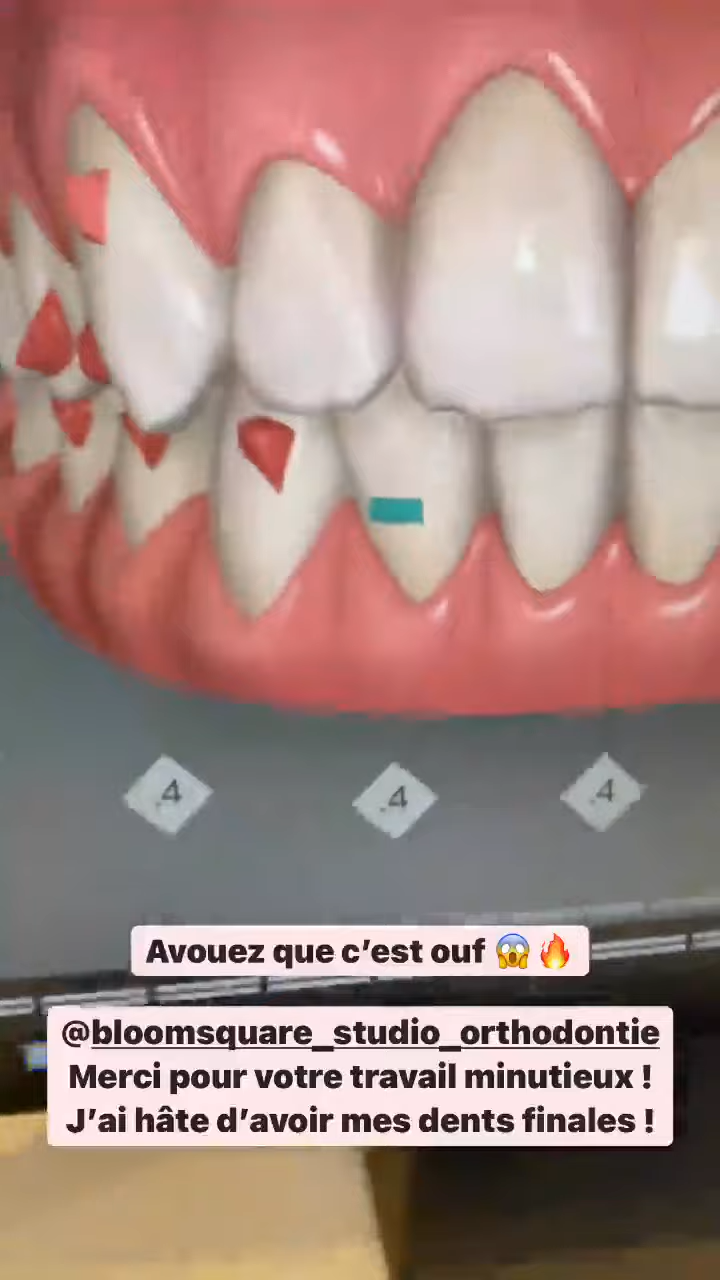 .4 .4 .4
Avouez que c’est ouf 😱🔥
@bloomsquare_studio_orthodontie
Merci pour votre travail minutieux !
J’ai hâte d’avoir mes dents finales !